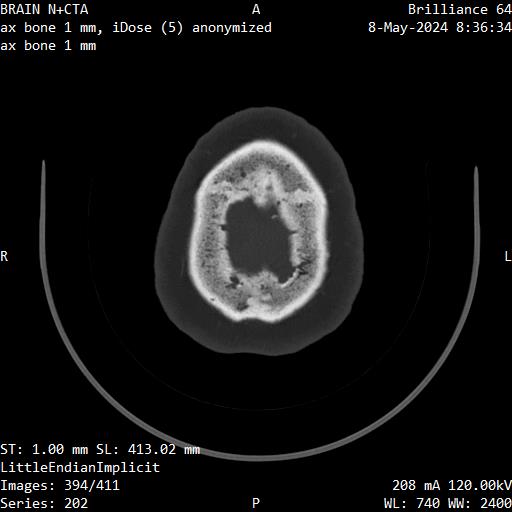 BRAIN N+CTA
A
Brilliance 64
ax bone 1 mm, iDose (5) anonymized
8-May-2024 8:36:34
ax bone 1 mm
R
L
ST: 1.00 mm SL: 413.02 mm
LittleEndianImplicit
Images: 394/411
208 mA 120.00kV
Series: 202
P
WL: 740 WW: 2400